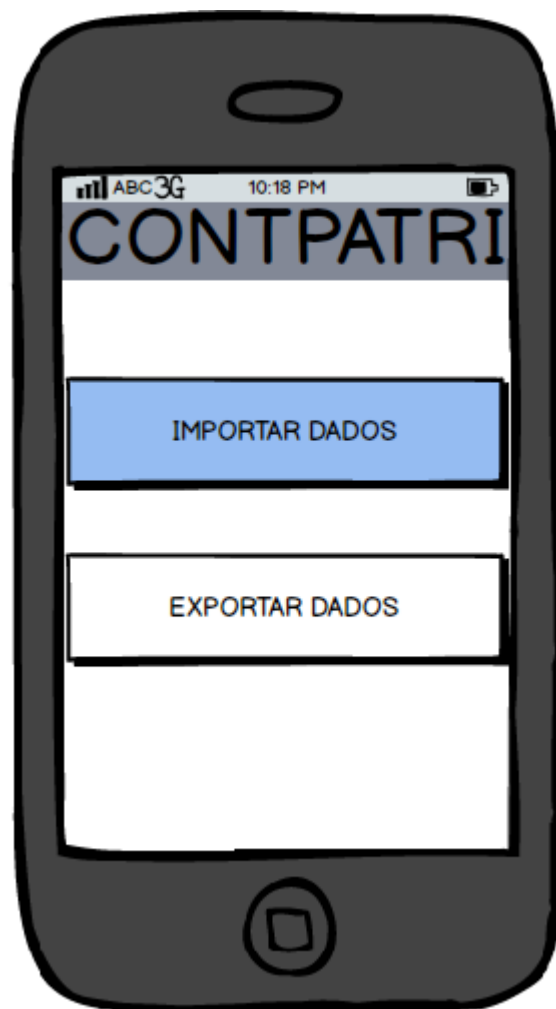 ABC 3G 10:18 PM
CONTPATRI
IMPORTAR DADOS
EXPORTAR DADOS